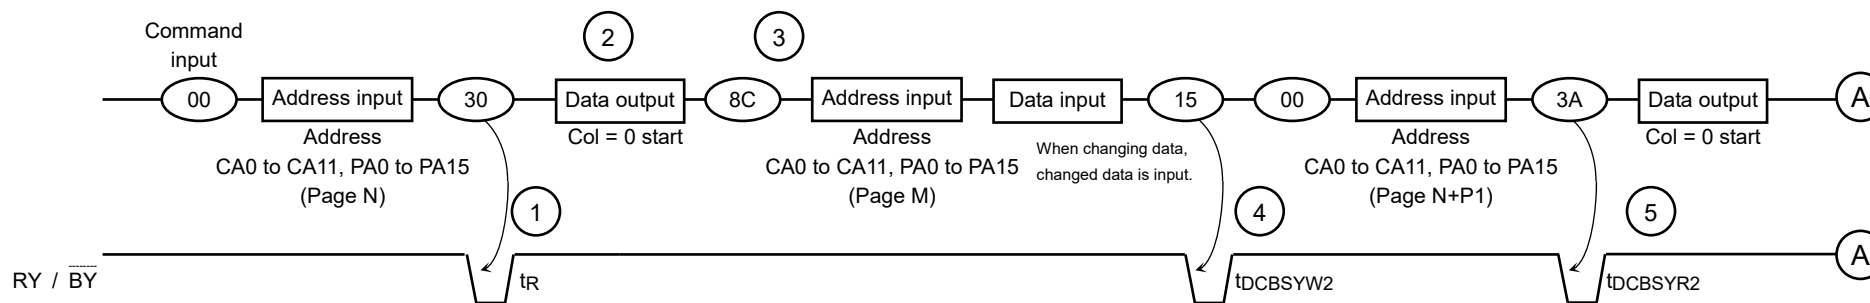 Command
input
2
3
00
Address input
30
Data output
8C
Address input
Data input
15
00
Address input
3A
Data output
A
Address
CA0 to CA11, PA0 to PA15
(Page N)
Col = 0 start
Address
CA0 to CA11, PA0 to PA15
(Page M)
When changing data,
changed data is input.
Address
CA0 to CA11, PA0 to PA15
(Page N+P1)
Col = 0 start
1
4
5
RY / BY
tR
tDCBSYW2
tDCBSYR2
A